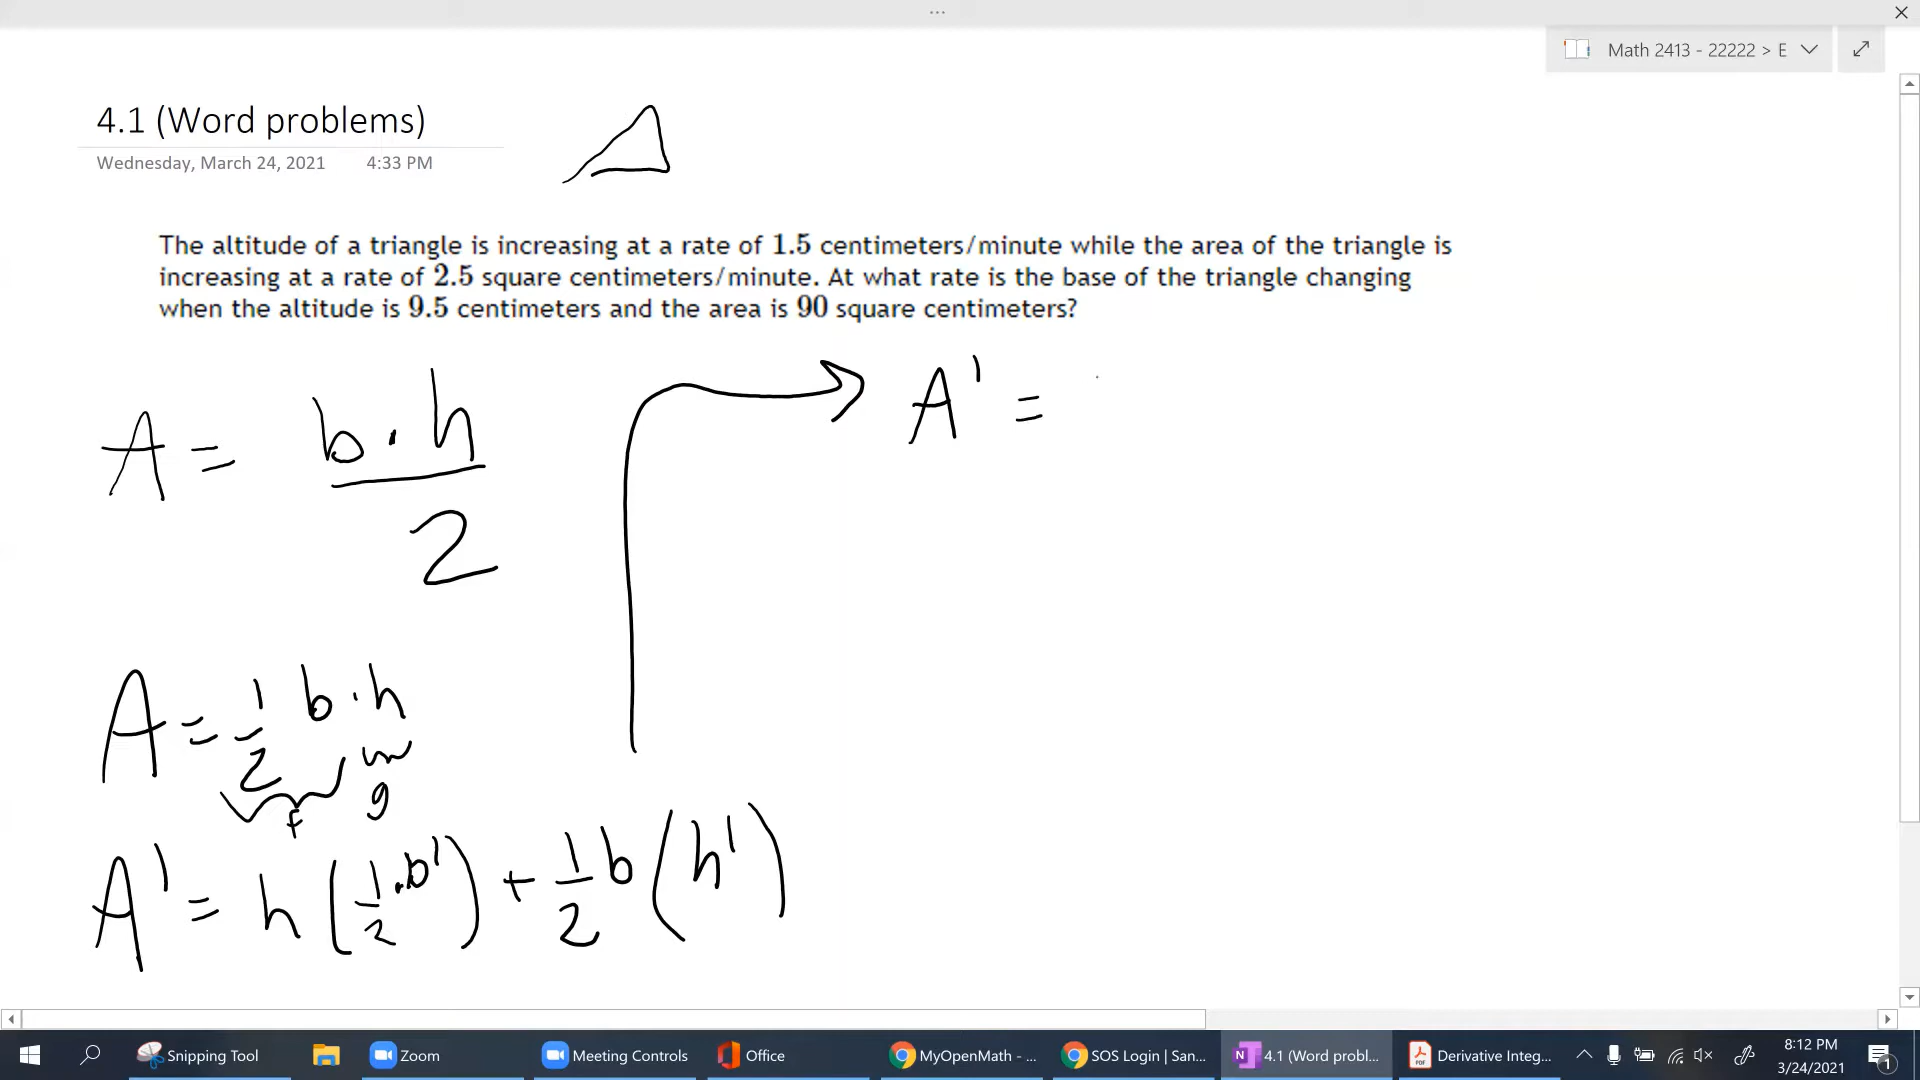 ...
Math 2413 - 22222 > E
4.1 (Word problems)
Wednesday, March 24, 2021 4:33 PM
The altitude of a triangle is increasing at a rate of 1.5 centimeters/minute while the area of the triangle is
increasing at a rate of 2.5 square centimeters/minute. At what rate is the base of the triangle changing
when the altitude is 9.5 centimeters and the area is 90 square centimeters?
A = b · h / 2
A = 1/2 b · h
f g
A' = h (1/2 · b') + 1/2 b (h')
A' =
Snipping Tool Zoom Meeting Controls Office MyOpenMath - ... SOS Login | San... N 4.1 (Word probl... Derivative Integ... 8:12 PM
3/24/2021 1